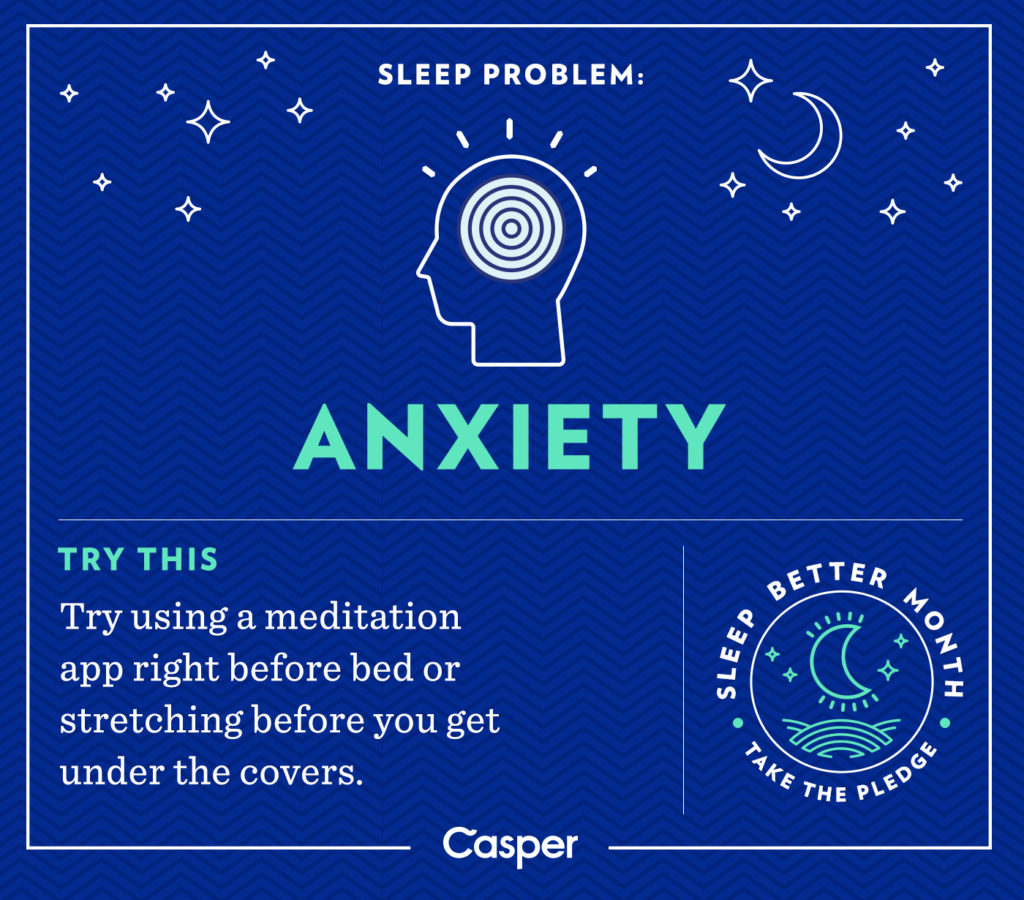 SLEEP PROBLEM:
ANXIETY
TRY THIS
Try using a meditation
app right before bed or
stretching before you get
under the covers.
SLEEP BETTER MONTH
• TAKE THE PLEDGE •
Casper